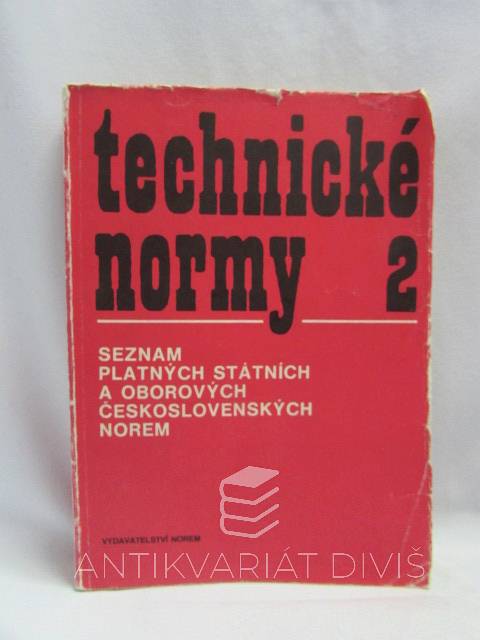 technické
normy 2
SEZNAM
PLATNÝCH STÁTNÍCH
A OBOROVÝCH
ČESKOSLOVENSKÝCH
NOREM
VYDAVATELSTVÍ NOREM
ANTIKVARIÁT DIVIŠ